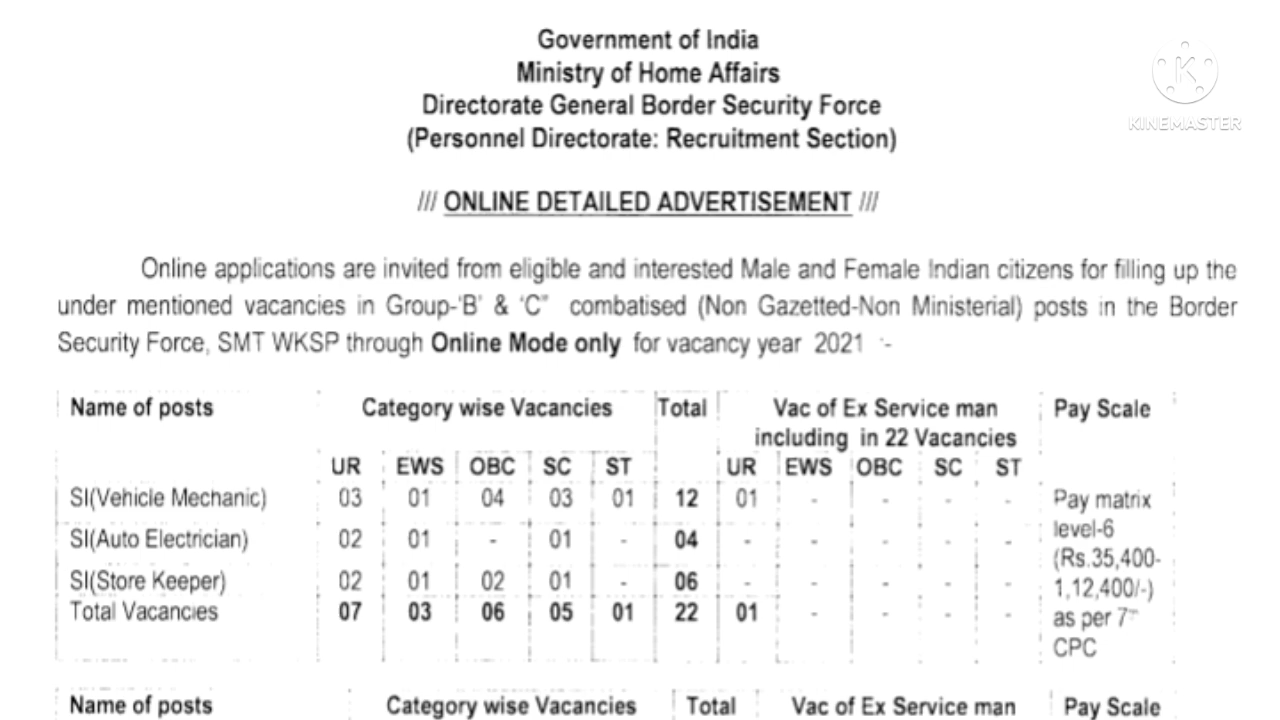 Government of India
Ministry of Home Affairs
Directorate General Border Security Force
(Personnel Directorate: Recruitment Section)
KINEMASTER
/// ONLINE DETAILED ADVERTISEMENT ///
Online applications are invited from eligible and interested Male and Female Indian citizens for filling up the
under mentioned vacancies in Group-'B' & 'C" combatised (Non Gazetted-Non Ministerial) posts in the Border
Security Force, SMT WKSP through Online Mode only for vacancy year 2021 :-
Name of posts Category wise Vacancies Total Vac of Ex Service man Pay Scale
including in 22 Vacancies
UR EWS OBC SC ST UR EWS OBC SC ST
SI(Vehicle Mechanic) 03 01 04 03 01 12 01 - - - - Pay matrix
level-6
SI(Auto Electrician) 02 01 - 01 - 04 - - - - -
(Rs.35,400-
SI(Store Keeper) 02 01 02 01 - 06 - - - - - 1,12,400/-)
Total Vacancies 07 03 06 05 01 22 01 - - - - as per 7
CPC
Name of posts Category wise Vacancies Total Vac of Ex Service man Pay Scale